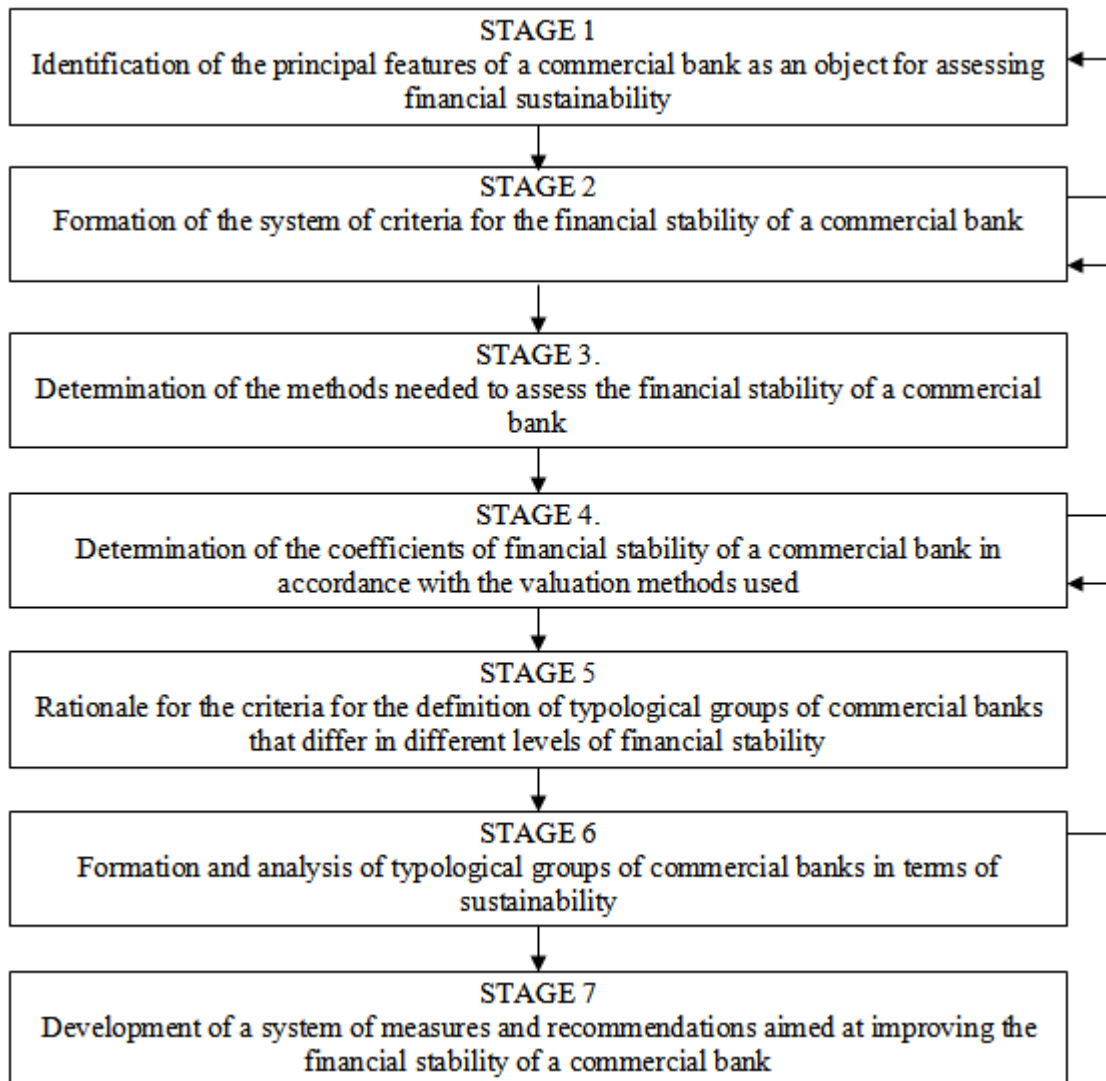 STAGE 1
Identification of the principal features of a commercial bank as an object for assessing
financial sustainability
STAGE 2
Formation of the system of criteria for the financial stability of a commercial bank
STAGE 3.
Determination of the methods needed to assess the financial stability of a commercial
bank
STAGE 4.
Determination of the coefficients of financial stability of a commercial bank in
accordance with the valuation methods used
STAGE 5
Rationale for the criteria for the definition of typological groups of commercial banks
that differ in different levels of financial stability
STAGE 6
Formation and analysis of typological groups of commercial banks in terms of
sustainability
STAGE 7
Development of a system of measures and recommendations aimed at improving the
financial stability of a commercial bank